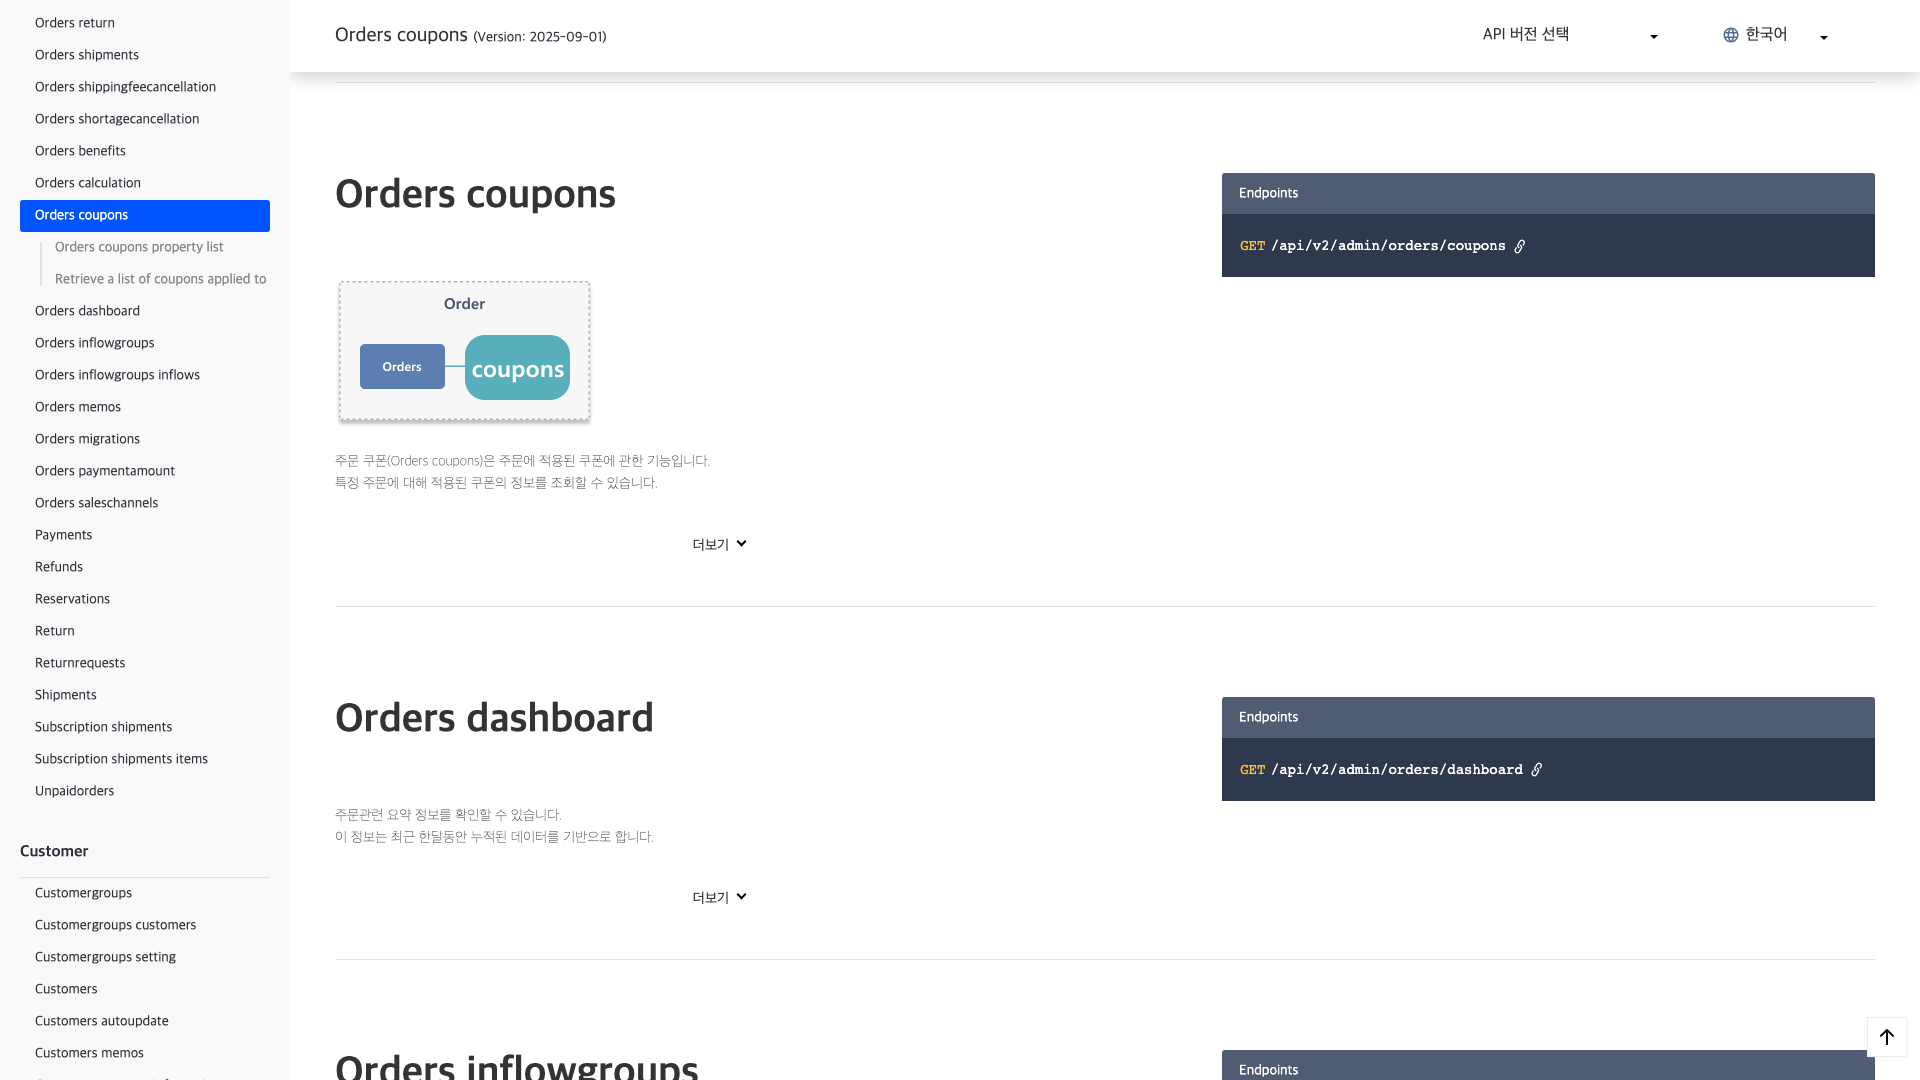 Orders return
Orders shipments
Orders shippingfeecancellation
Orders shortagecancellation
Orders benefits
Orders calculation
Orders coupons
Orders coupons property list
Retrieve a list of coupons applied to
Orders dashboard
Orders inflowgroups
Orders inflowgroups inflows
Orders memos
Orders migrations
Orders paymentamount
Orders saleschannels
Payments
Refunds
Reservations
Return
Returnrequests
Shipments
Subscription shipments
Subscription shipments items
Unpaidorders
Customer
Customergroups
Customergroups customers
Customergroups setting
Customers
Customers autoupdate
Customers memos
Orders coupons (Version: 2025-09-01)
API 버전 선택
한국어
Orders coupons
Order
Orders
coupons
주문 쿠폰(Orders coupons)은 주문에 적용된 쿠폰에 관한 기능입니다.
특정 주문에 대해 적용된 쿠폰의 정보를 조회할 수 있습니다.
더보기
Endpoints
GET /api/v2/admin/orders/coupons
Orders dashboard
주문관련 요약 정보를 확인할 수 있습니다.
이 정보는 최근 한달동안 누적된 데이터를 기반으로 합니다.
더보기
Endpoints
GET /api/v2/admin/orders/dashboard
Orders inflowgroups
Endpoints